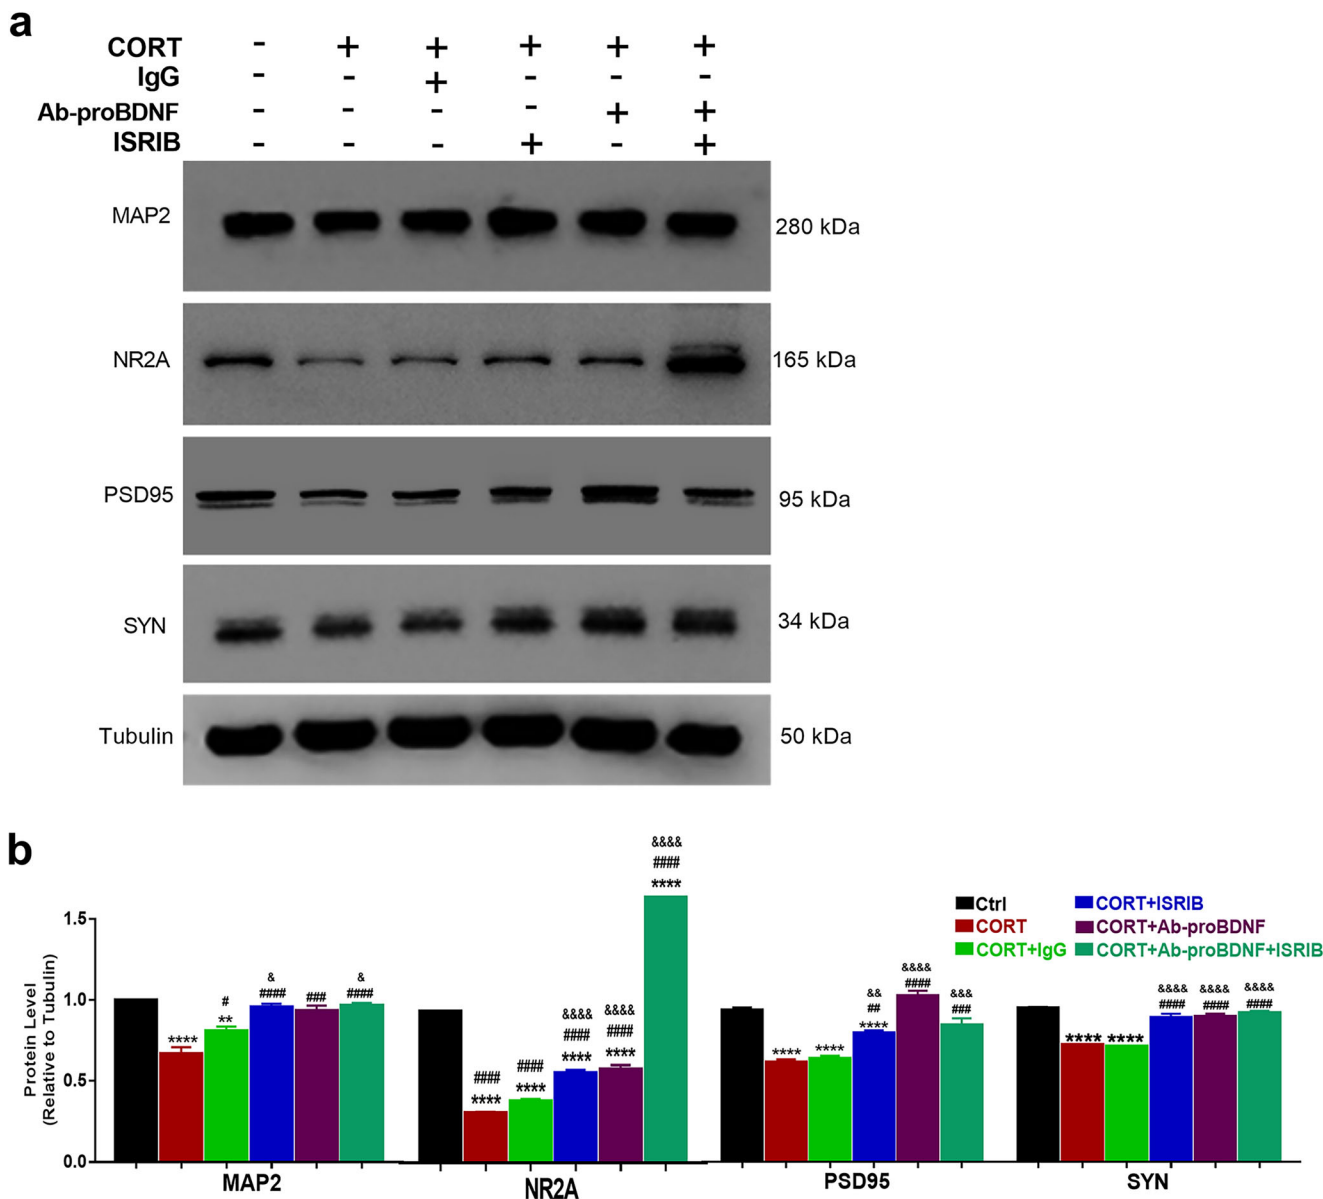 a
CORT - + + + + +
IgG - - + - - -
Ab-proBDNF - - - - + +
ISRIB - - - + - +
MAP2 280 kDa
NR2A 165 kDa
PSD95 95 kDa
SYN 34 kDa
Tubulin 50 kDa
b
Protein Level
(Relative to Tubulin)
1.5
1.0
0.5
0.0
**** 
#
**
&
####
###
&
####
####
****
####
****
&&&&
####
****
&&&&
####
****
&&&&
####
****
****
****
&&
##
****
&&&&
####
&&&
###
****
****
&&&&
####
&&&&
####
&&&&
####
Ctrl CORT+ISRIB
CORT CORT+Ab-proBDNF
CORT+IgG CORT+Ab-proBDNF+ISRIB
MAP2 NR2A PSD95 SYN